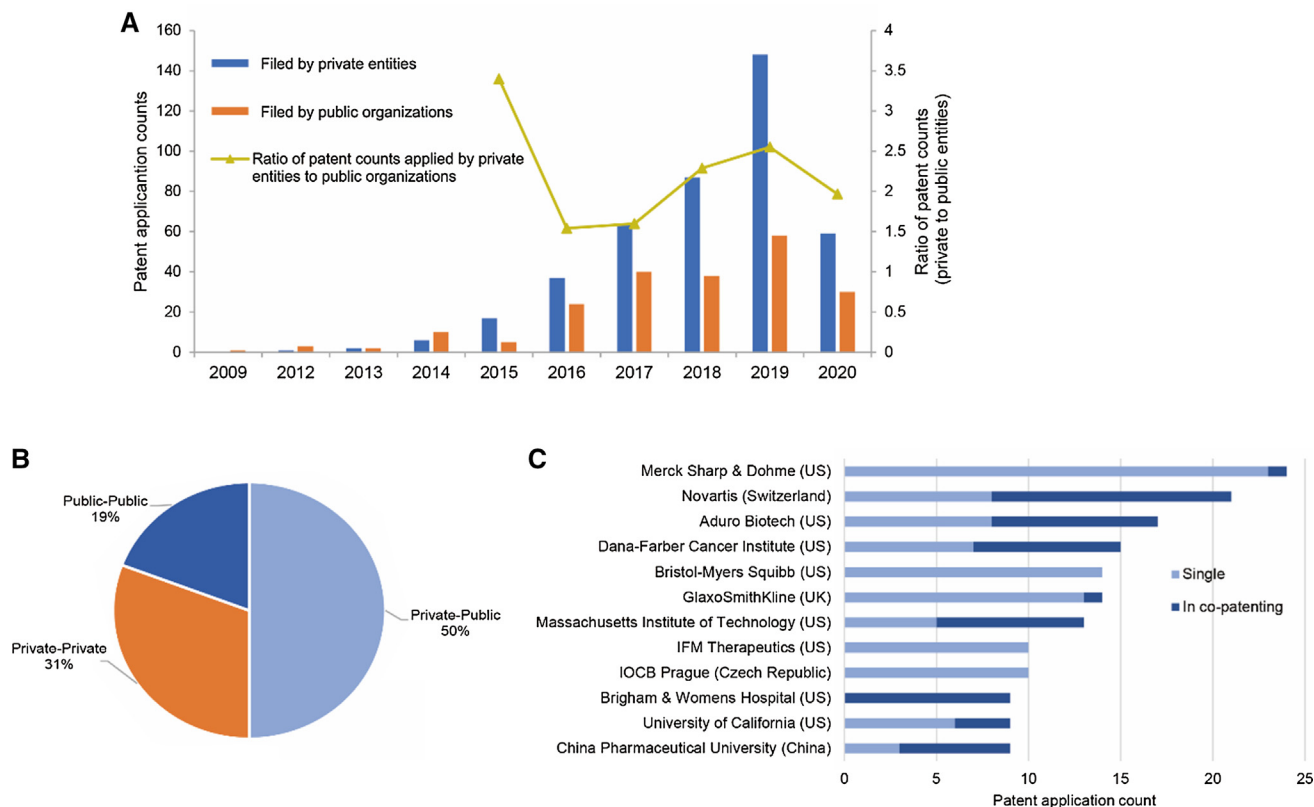 A
160
140
120
100
80
60
40
20
0
Patent applicantion counts
Filed by private entities
Filed by public organizations
Ratio of patent counts applied by private
entities to public organizations
4
3.5
3
2.5
2
1.5
1
0.5
0
Ratio of patent counts
(private to public entities)
2009 2012 2013 2014 2015 2016 2017 2018 2019 2020
B
Public-Public
19%
Private-Public
50%
Private-Private
31%
C
Merck Sharp & Dohme (US)
Novartis (Switzerland)
Aduro Biotech (US)
Dana-Farber Cancer Institute (US)
Bristol-Myers Squibb (US)
GlaxoSmithKline (UK)
Massachusetts Institute of Technology (US)
IFM Therapeutics (US)
IOCB Prague (Czech Republic)
Brigham & Womens Hospital (US)
University of California (US)
China Pharmaceutical University (China)
Single
In co-patenting
0 5 10 15 20 25
Patent application count